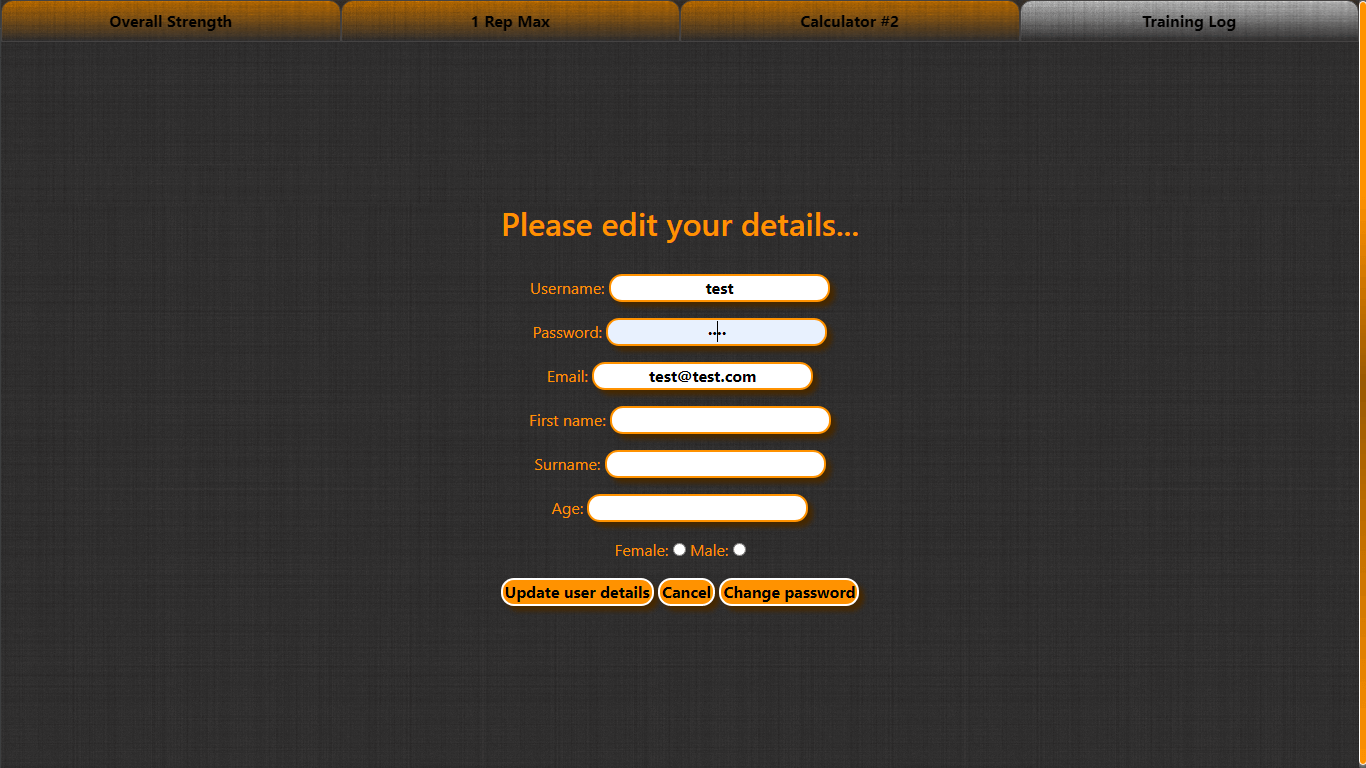 Overall Strength 1 Rep Max Calculator #2 Training Log
Please edit your details...
Username: test
Password: ••••
Email: test@test.com
First name:
Surname:
Age:
Female: Male:
Update user details Cancel Change password